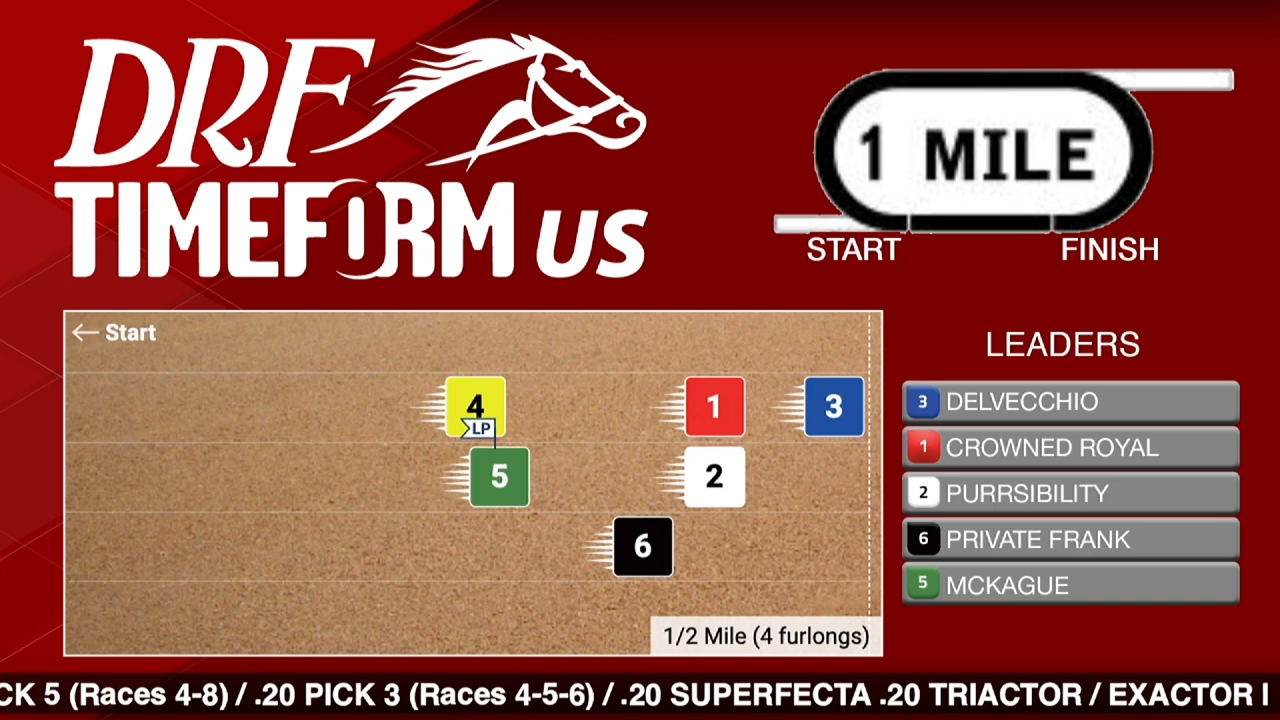 DRF
TIMEFORM US
1 MILE
START FINISH
← Start
4
LP
1
3
5
2
6
1/2 Mile (4 furlongs)
LEADERS
3 DELVECCHIO
1 CROWNED ROYAL
2 PURRSIBILITY
6 PRIVATE FRANK
5 MCKAGUE
CK 5 (Races 4-8) / .20 PICK 3 (Races 4-5-6) / .20 SUPERFECTA .20 TRIACTOR / EXACTOR